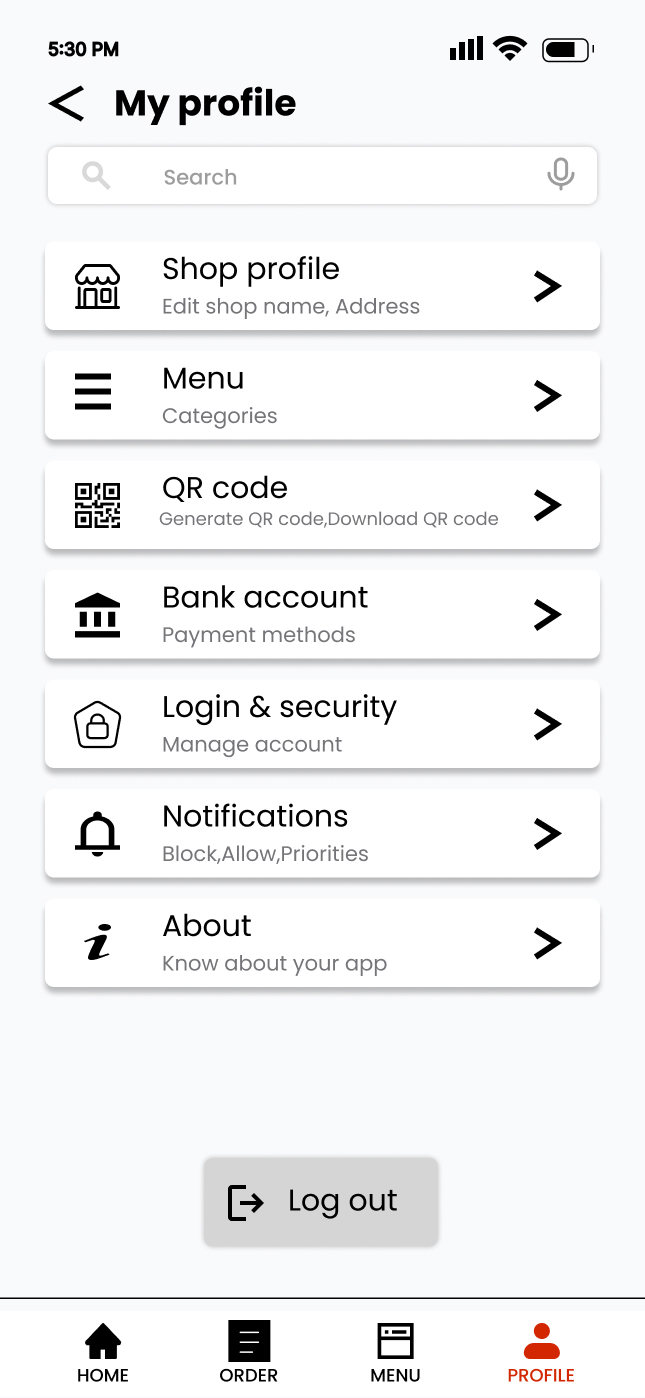 5:30 PM
My profile
Search
Shop profile
Edit shop name, Address
Menu
Categories
QR code
Generate QR code,Download QR code
Bank account
Payment methods
Login & security
Manage account
Notifications
Block,Allow,Priorities
About
Know about your app
Log out
HOME ORDER MENU PROFILE